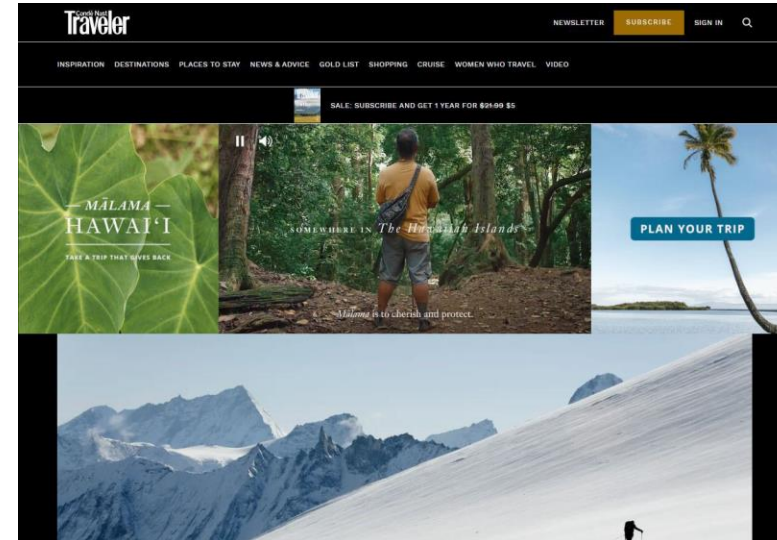 Condé Nast
Traveler
NEWSLETTER SUBSCRIBE SIGN IN
INSPIRATION DESTINATIONS PLACES TO STAY NEWS & ADVICE GOLD LIST SHOPPING CRUISE WOMEN WHO TRAVEL VIDEO
SALE: SUBSCRIBE AND GET 1 YEAR FOR $21.99 $5
MĀLAMA
HAWAIʻI
TAKE A TRIP THAT GIVES BACK
SOMEWHERE IN The Hawaiian Islands
Mālama is to cherish and protect.
PLAN YOUR TRIP